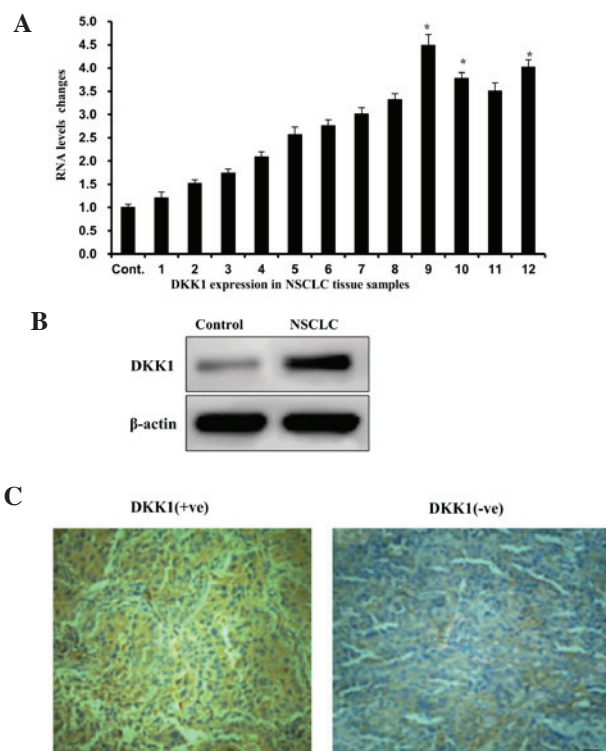 A
RNA levels changes
5.0
4.5
4.0
3.5
3.0
2.5
2.0
1.5
1.0
0.5
0.0
* * *
Cont. 1 2 3 4 5 6 7 8 9 10 11 12
DKK1 expression in NSCLC tissue samples
B
Control NSCLC
DKK1
β-actin
C
DKK1(+ve) DKK1(-ve)